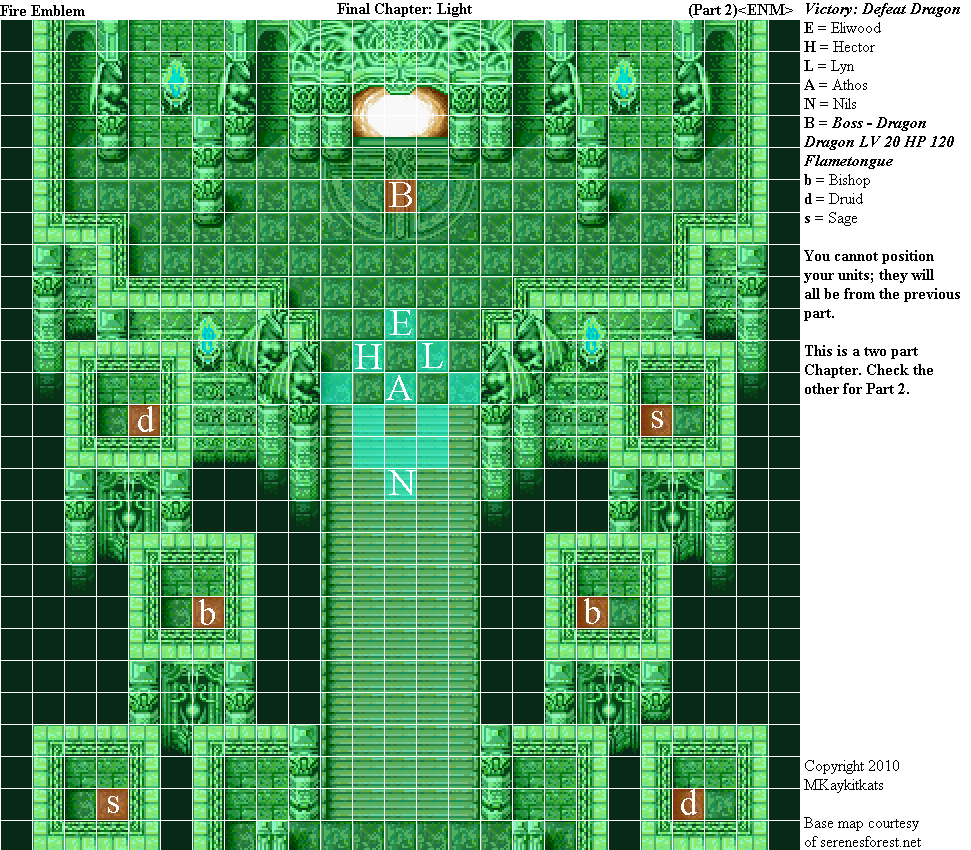 Fire Emblem Final Chapter: Light (Part 2)<ENM>
Victory: Defeat Dragon
E = Eliwood
H = Hector
L = Lyn
A = Athos
N = Nils
B = Boss - Dragon
Dragon LV 20 HP 120
Flametongue
b = Bishop
d = Druid
s = Sage
You cannot position
your units; they will
all be from the previous
part.
This is a two part
Chapter. Check the
other for Part 2.
B
E
H L
A
d s
N
b b
s d
Copyright 2010
MKaykitkats
Base map courtesy
of serenesforest.net